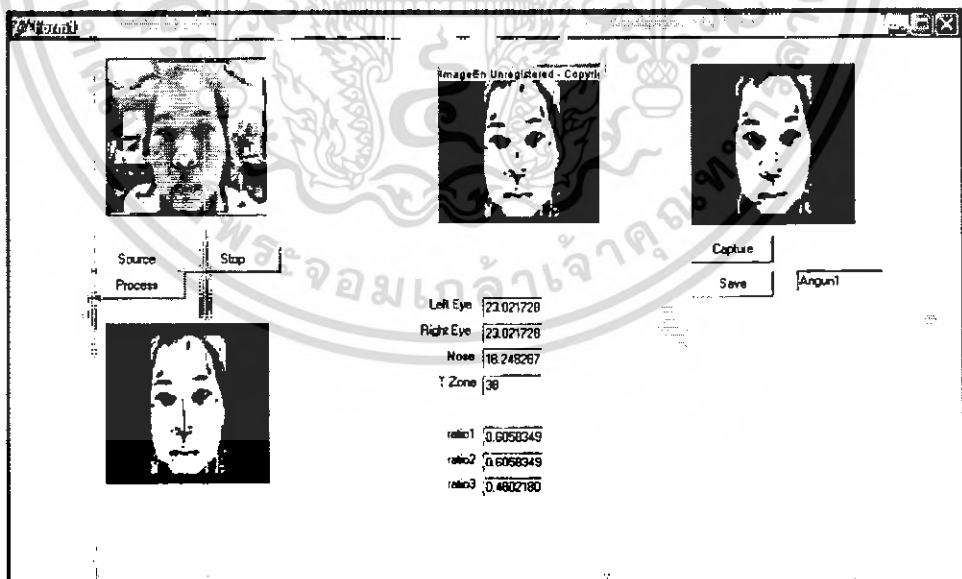 Form1
ImageEn Unregistered - Copyri
Source
Stop
Process
Capture
Save
Angun1
Left Eye 23.021728
Right Eye 23.021728
Nose 18.248287
Y Zone 38
ratio1 0.6058349
ratio2 0.6058349
ratio3 0.4802180
พระจอมเกล้าเจ้าคุณทหาร